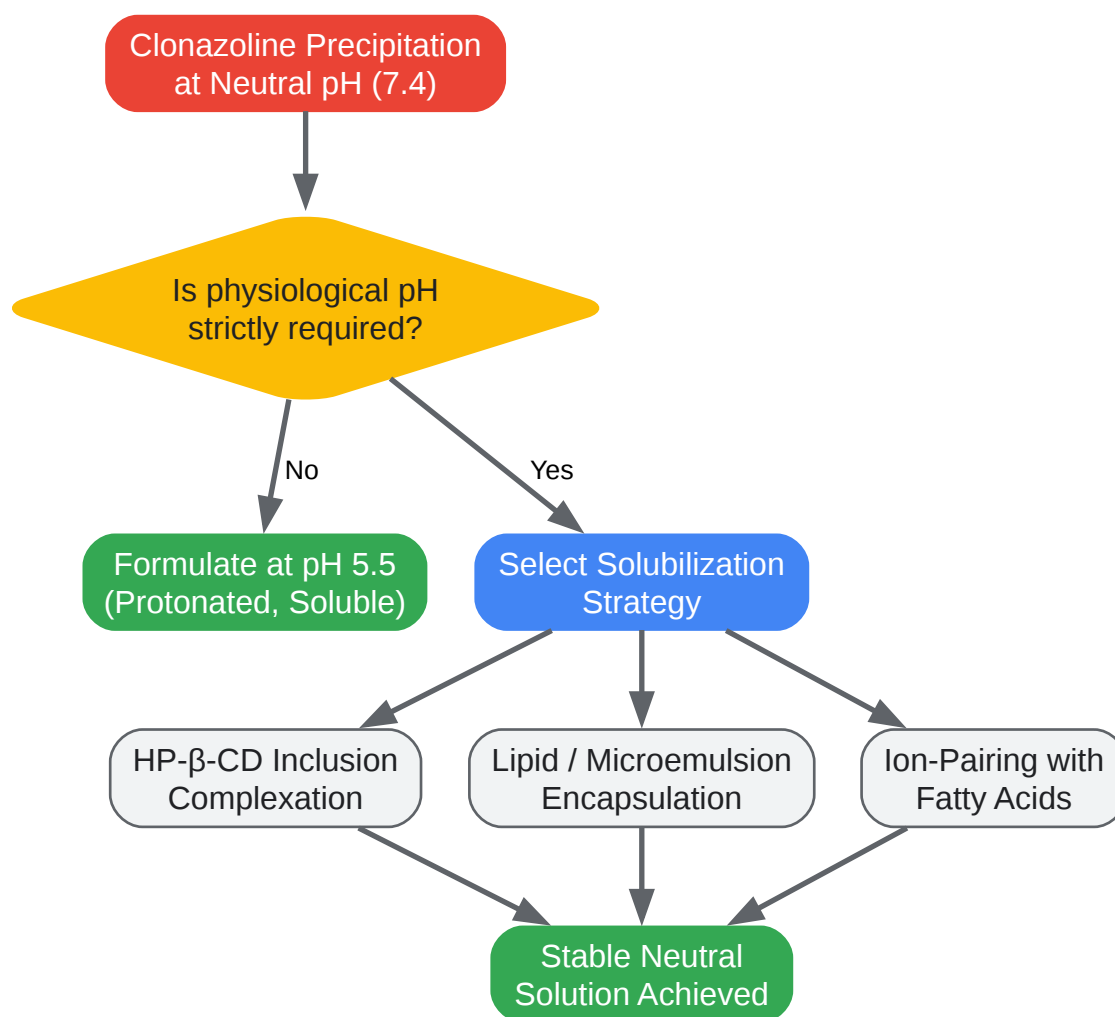 Clonazoline Precipitation
at Neutral pH (7.4)
Is physiological pH
strictly required?
No
Yes
Formulate at pH 5.5
(Protonated, Soluble)
Select Solubilization
Strategy
HP-β-CD Inclusion
Complexation
Lipid / Microemulsion
Encapsulation
Ion-Pairing with
Fatty Acids
Stable Neutral
Solution Achieved